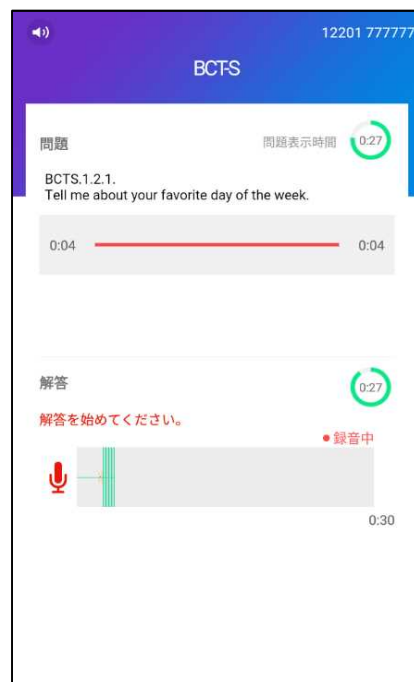 12201 777777
BCT-S
問題
問題表示時間
0:27
BCTS.1.2.1.
Tell me about your favorite day of the week.
0:04
0:04
解答
0:27
解答を始めてください。
録音中
0:30